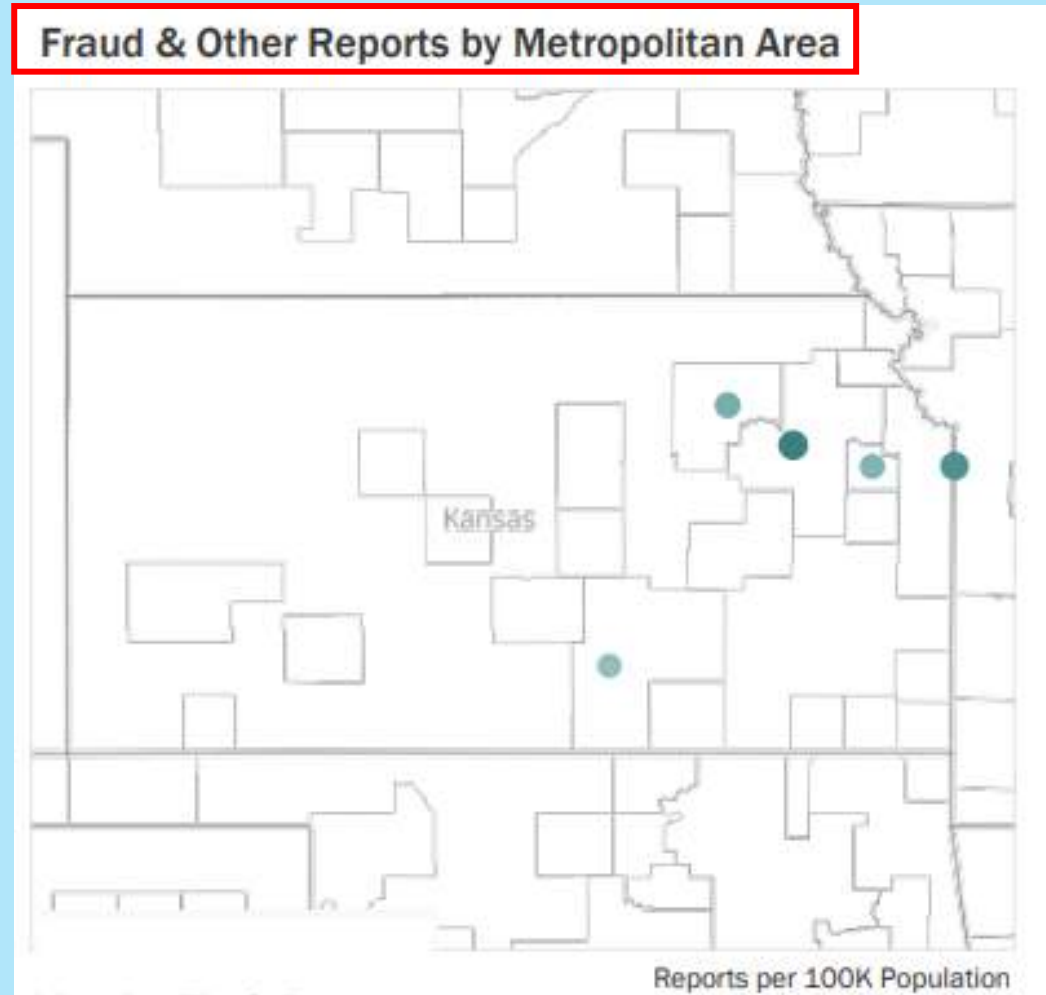 Fraud & Other Reports by Metropolitan Area
Kansas
Reports per 100K Population